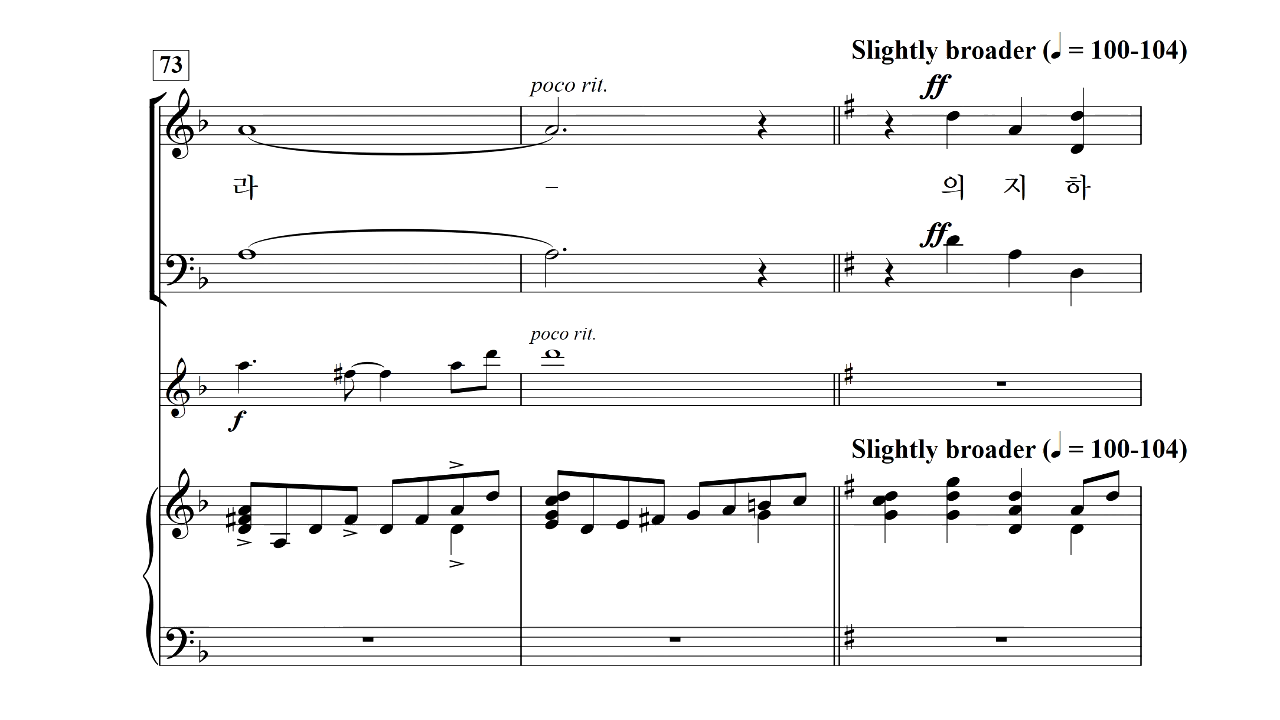 73
Slightly broader (♩ = 100-104)
poco rit.
ff
라 – 의 지 하
ff
poco rit.
f
Slightly broader (♩ = 100-104)